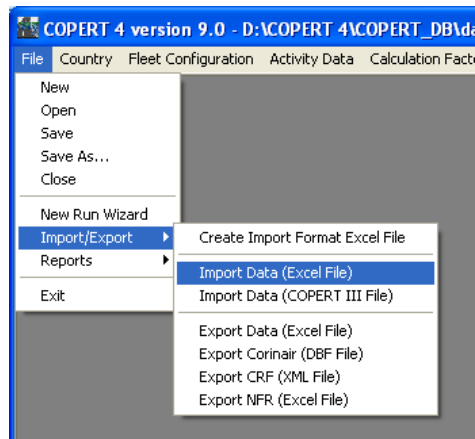 COPERT 4 version 9.0 - D:\COPERT 4\COPERT_DB\da
File Country Fleet Configuration Activity Data Calculation Facto
New
Open
Save
Save As...
Close
New Run Wizard
Import/Export
Reports
Exit
Create Import Format Excel File
Import Data (Excel File)
Import Data (COPERT III File)
Export Data (Excel File)
Export Corinair (DBF File)
Export CRF (XML File)
Export NFR (Excel File)